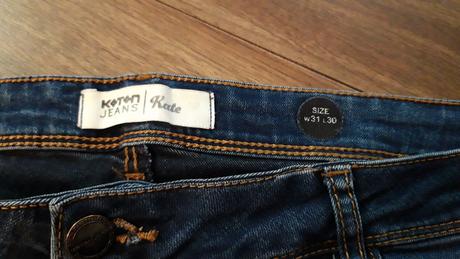 KOTON
JEANS
Kate
SIZE
W31 L30